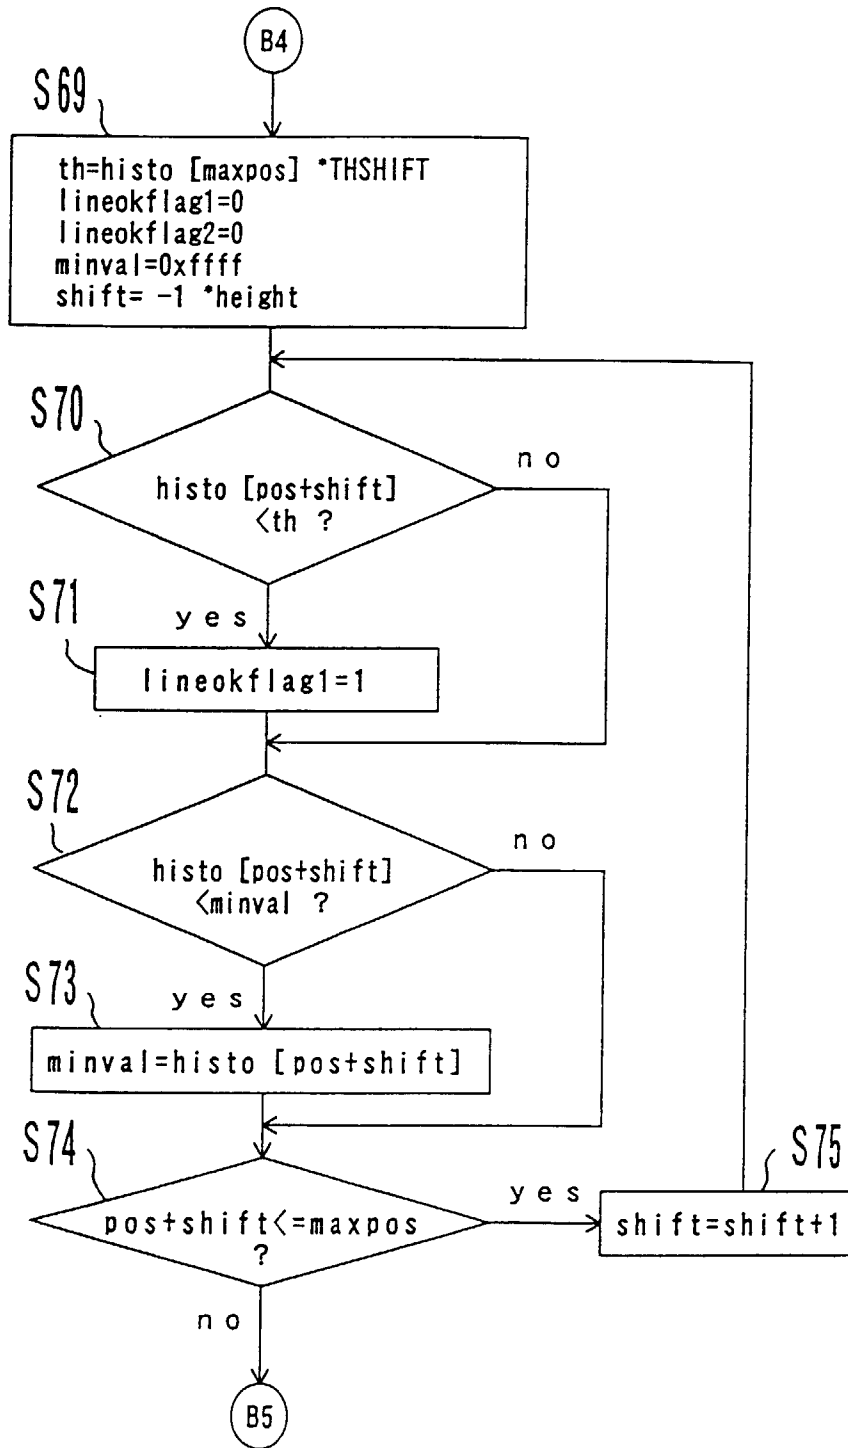 B4
S69
th=histo [maxpos] *THSHIFT
lineokflag1=0
lineokflag2=0
minval=0xffff
shift= -1 *height
S70
histo [pos+shift]
<th ?
no
yes
S71
lineokflag1=1
S72
histo [pos+shift]
<minval ?
no
yes
S73
minval=histo [pos+shift]
S74
pos+shift<=maxpos
?
yes
S75
shift=shift+1
no
B5